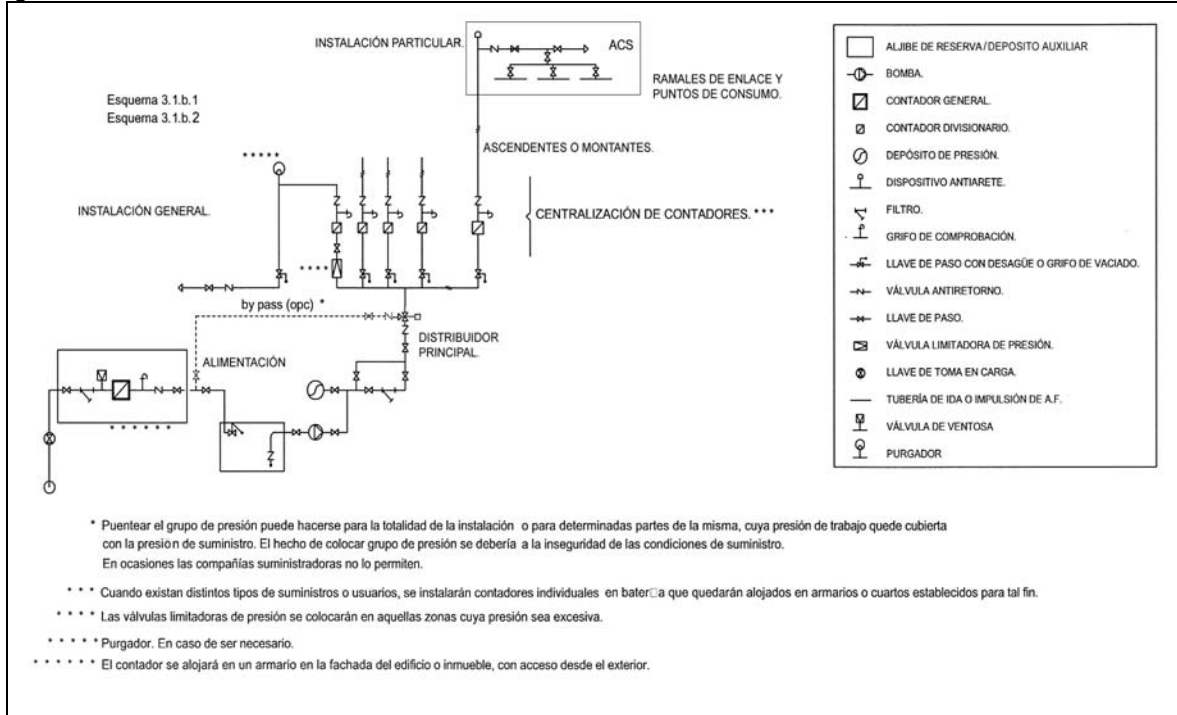 INSTALACIÓN PARTICULAR.
ACS
RAMALES DE ENLACE Y
PUNTOS DE CONSUMO.
Esquema 3.1.b.1
Esquema 3.1.b.2
ASCENDENTES O MONTANTES.
* * * * *
INSTALACIÓN GENERAL.
CENTRALIZACIÓN DE CONTADORES. * * *
* * * *
by pass (opc) *
DISTRIBUIDOR
PRINCIPAL.
ALIMENTACIÓN
* * * * * *
ALJIBE DE RESERVA/DEPOSITO AUXILIAR
BOMBA.
CONTADOR GENERAL.
CONTADOR DIVISIONARIO.
DEPÓSITO DE PRESIÓN.
DISPOSITIVO ANTIARETE.
FILTRO.
GRIFO DE COMPROBACIÓN.
LLAVE DE PASO CON DESAGÜE O GRIFO DE VACIADO.
VÁLVULA ANTIRETORNO.
LLAVE DE PASO.
VÁLVULA LIMITADORA DE PRESIÓN.
LLAVE DE TOMA EN CARGA.
TUBERÍA DE IDA O IMPULSIÓN DE A.F.
VÁLVULA DE VENTOSA
PURGADOR
* Puentear el grupo de presión puede hacerse para la totalidad de la instalación o para determinadas partes de la misma, cuya presión de trabajo quede cubierta
con la presión de suministro. El hecho de colocar grupo de presión se debería a la inseguridad de las condiciones de suministro.
En ocasiones las compañías suministradoras no lo permiten.
* * * Cuando existan distintos tipos de suministros o usuarios, se instalarán contadores individuales en bater□a que quedarán alojados en armarios o cuartos establecidos para tal fin.
* * * * Las válvulas limitadoras de presión se colocarán en aquellas zonas cuya presión sea excesiva.
* * * * * Purgador. En caso de ser necesario.
* * * * * * El contador se alojará en un armario en la fachada del edificio o inmueble, con acceso desde el exterior.